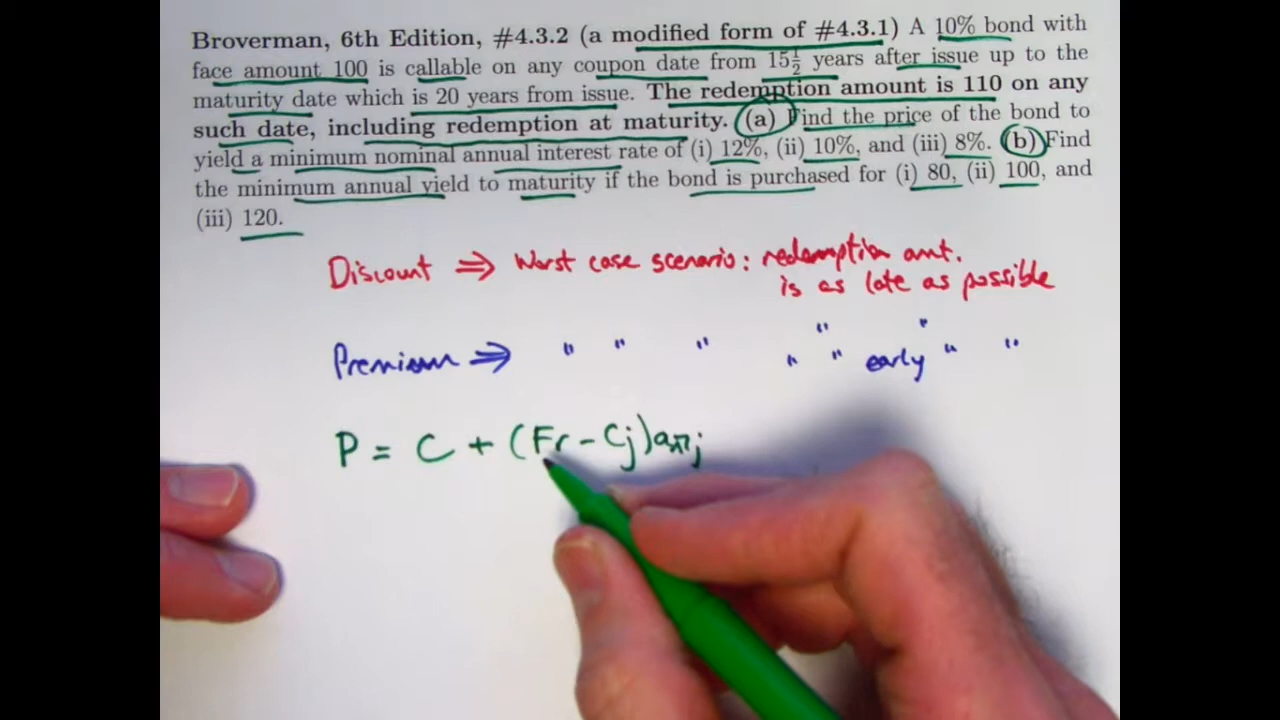 Broverman, 6th Edition, #4.3.2 (a modified form of #4.3.1) A 10% bond with
face amount 100 is callable on any coupon date from 15 1/2 years after issue up to the
maturity date which is 20 years from issue. The redemption amount is 110 on any
such date, including redemption at maturity. (a) Find the price of the bond to
yield a minimum nominal annual interest rate of (i) 12%, (ii) 10%, and (iii) 8%. (b) Find
the minimum annual yield to maturity if the bond is purchased for (i) 80, (ii) 100, and
(iii) 120.
Discount ⇒ Worst case scenario: redemption amt.
is as late as possible
Premium ⇒ " " " " "
" " early " "
P = C + (Fr - Cj)a n j